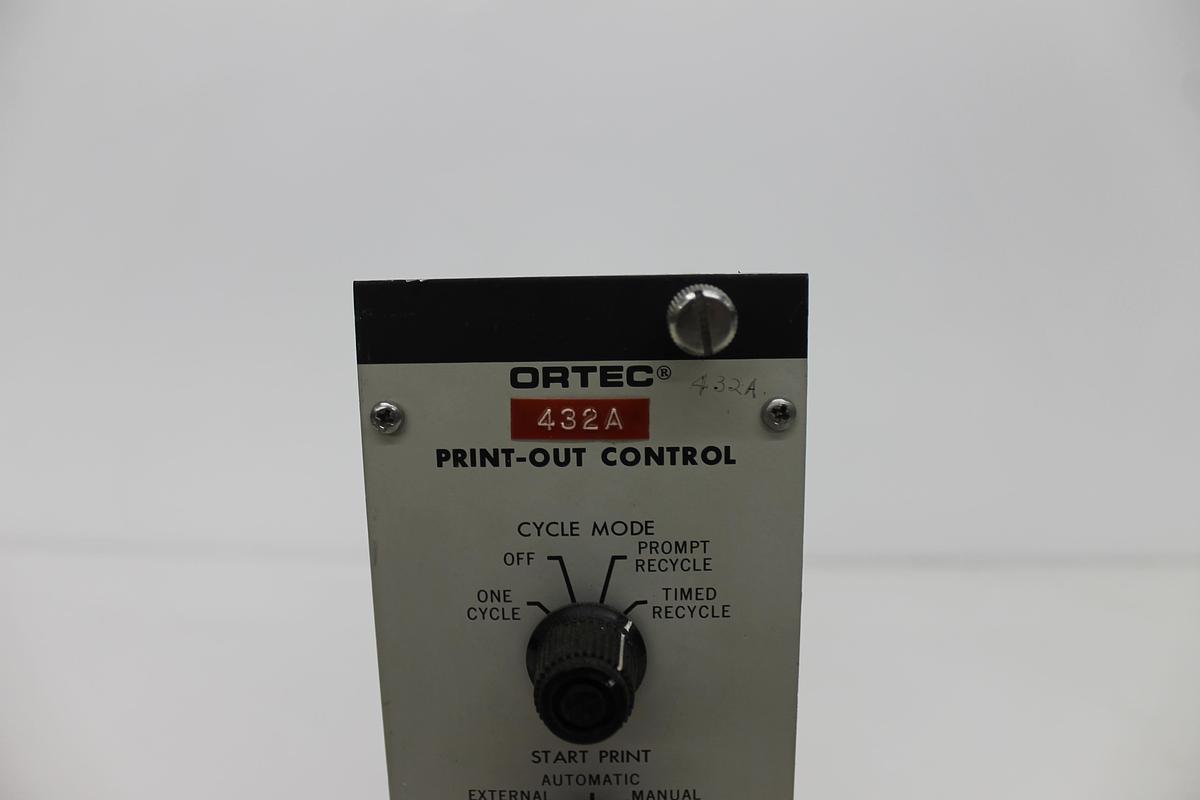 ORTEC®
432A.
432A
PRINT-OUT CONTROL
CYCLE MODE
OFF
PROMPT
RECYCLE
ONE
CYCLE
TIMED
RECYCLE
START PRINT
AUTOMATIC
EXTERNAL
MANUAL